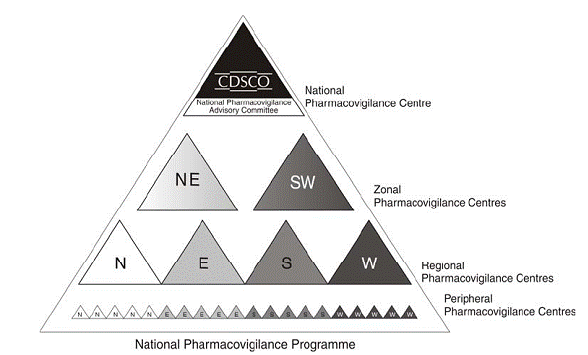 CDSCO
National Pharmacovigilance
Advisory Committee
National
Pharmacovigilance Centre
NE SW
Zonal
Pharmacovigilance Centres
N E S W
Regional
Pharmacovigilance Centres
Peripheral
Pharmacovigilance Centres
N N N N N E E E E E S S S S S W W W W W
National Pharmacovigilance Programme